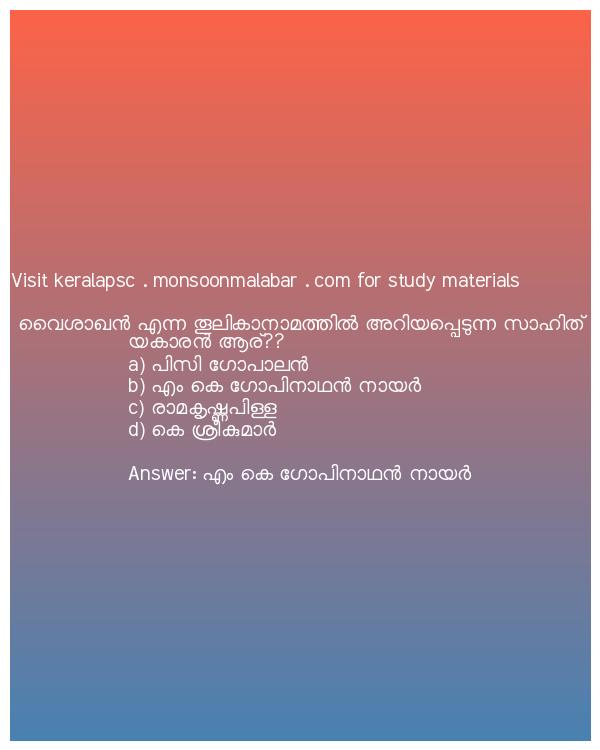 Visit keralapsc . monsoonmalabar . com for study materials
വൈശാഖൻ എന്ന തൂലികാനാമത്തിൽ അറിയപ്പെടുന്ന സാഹിത്
യകാരൻ ആര്??
a) പിസി ഗോപാലൻ
b) എം കെ ഗോപിനാഥൻ നായർ
c) രാമകൃഷ്ണപിള്ള
d) കെ ശ്രീകുമാർ
Answer: എം കെ ഗോപിനാഥൻ നായർ